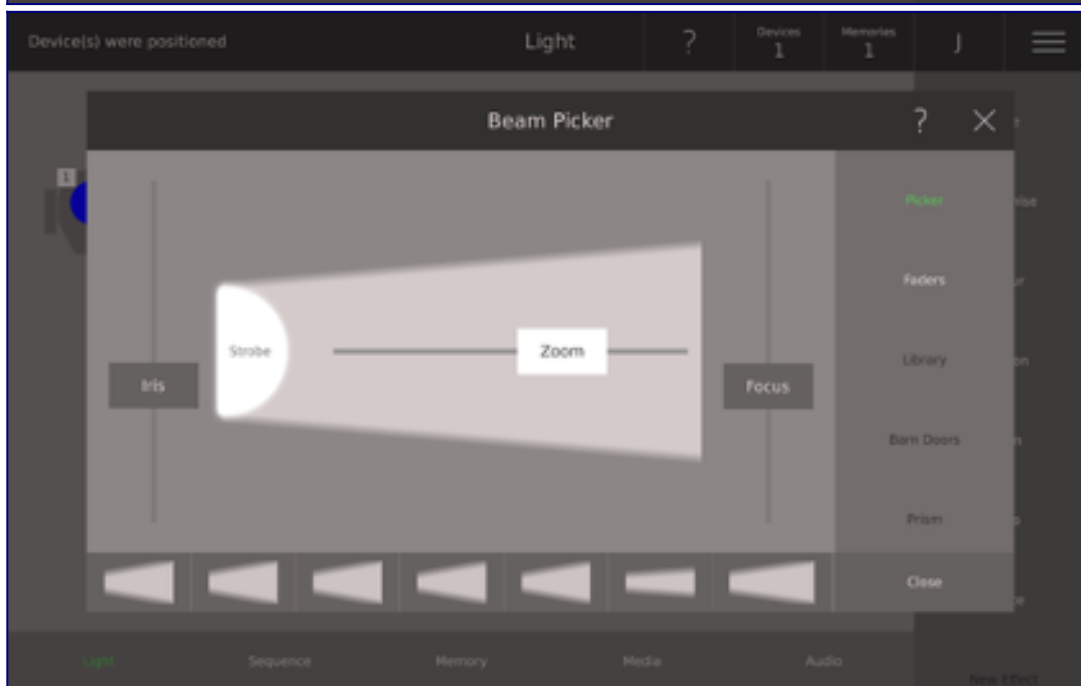 Device(s) were positioned
Light
?
Devices
1
Memories
1
J
Beam Picker
?
1
Picker
Faders
Strobe
Zoom
Iris
Focus
Library
Barn Doors
Prism
Close
Light
Sequence
Memory
Media
Audio
New Effect